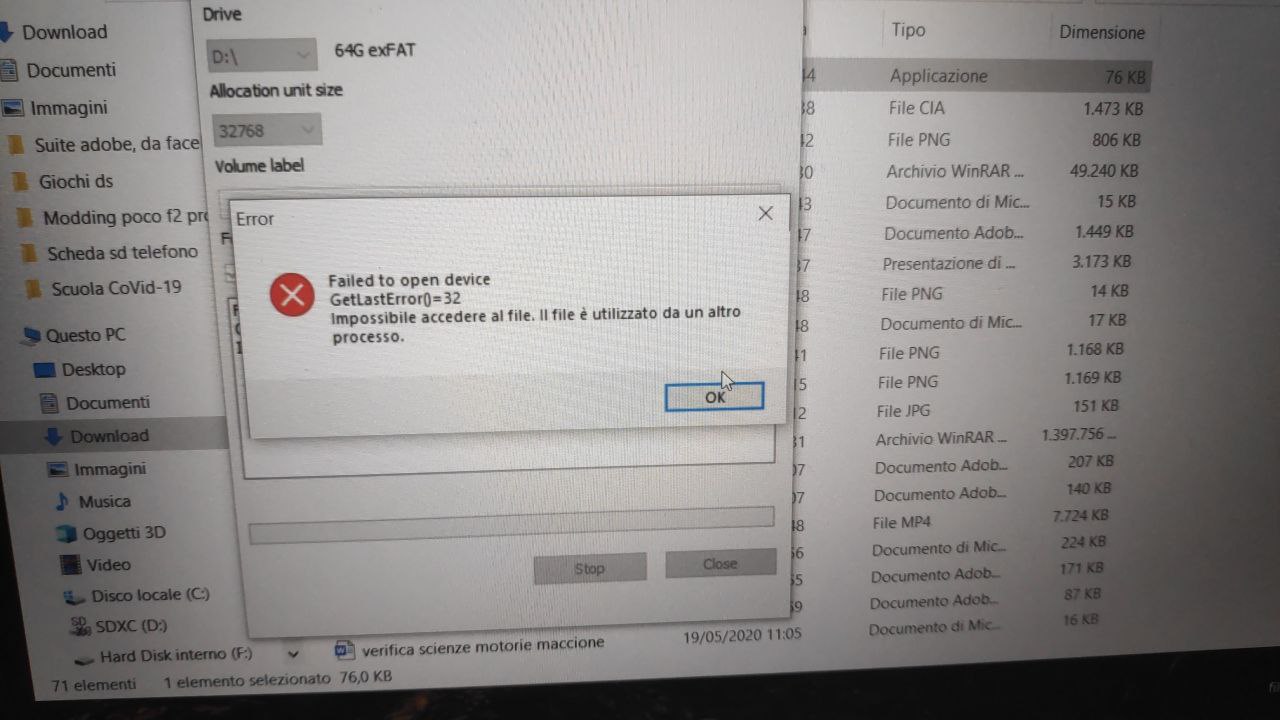 Download
Documenti
Immagini
Suite adobe, da face
Giochi ds
Modding poco f2 pro
Scheda sd telefono
Scuola CoVid-19
Questo PC
Desktop
Documenti
Download
Immagini
Musica
Oggetti 3D
Video
Disco locale (C:)
SDXC (D:)
Hard Disk interno (F:)
71 elementi 1 elemento selezionato 76,0 KB
Drive
D:\ 64G exFAT
Allocation unit size
32768
Volume label
Error
Failed to open device
GetLastError()=32
Impossibile accedere al file. Il file è utilizzato da un altro
processo.
OK
Stop Close
verifica scienze motorie maccione 19/05/2020 11:05
Tipo Dimensione
Applicazione 76 KB
File CIA 1.473 KB
File PNG 806 KB
Archivio WinRAR ... 49.240 KB
Documento di Mic... 15 KB
Documento Adob... 1.449 KB
Presentazione di ... 3.173 KB
File PNG 14 KB
Documento di Mic... 17 KB
File PNG 1.168 KB
File PNG 1.169 KB
File JPG 151 KB
Archivio WinRAR ... 1.397.756 ...
Documento Adob... 207 KB
Documento Adob... 140 KB
File MP4 7.724 KB
Documento di Mic... 224 KB
Documento Adob... 171 KB
Documento Adob... 87 KB
Documento di Mic... 16 KB